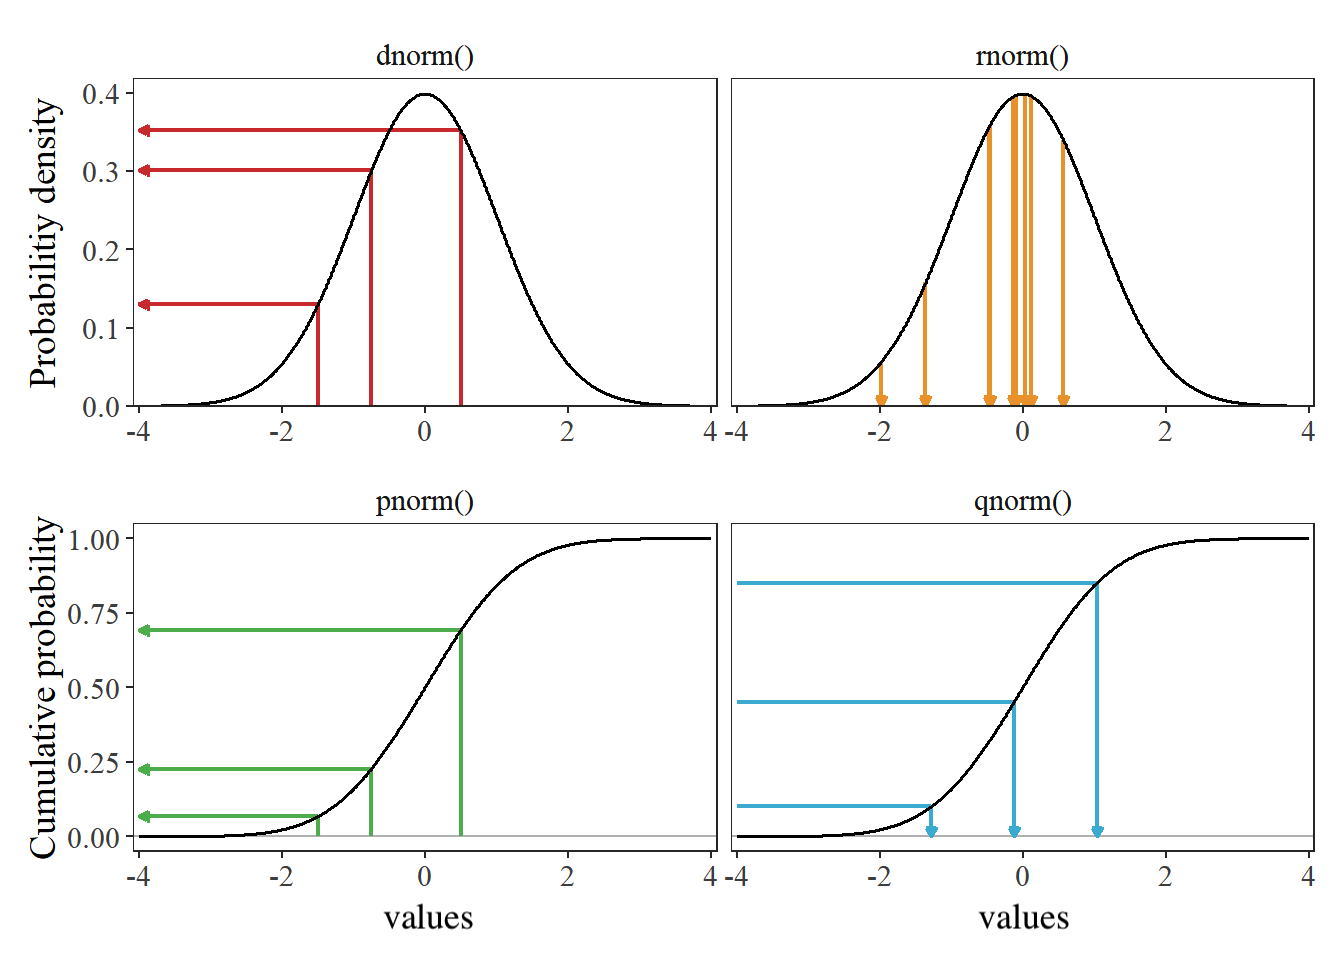 dnorm()
rnorm()
Probabilitiy density
0.4
0.3
0.2
0.1
0.0
-4 -2 0 2 4
-4 -2 0 2 4
pnorm()
qnorm()
Cumulative probability
1.00
0.75
0.50
0.25
0.00
-4 -2 0 2 4
-4 -2 0 2 4
values
values